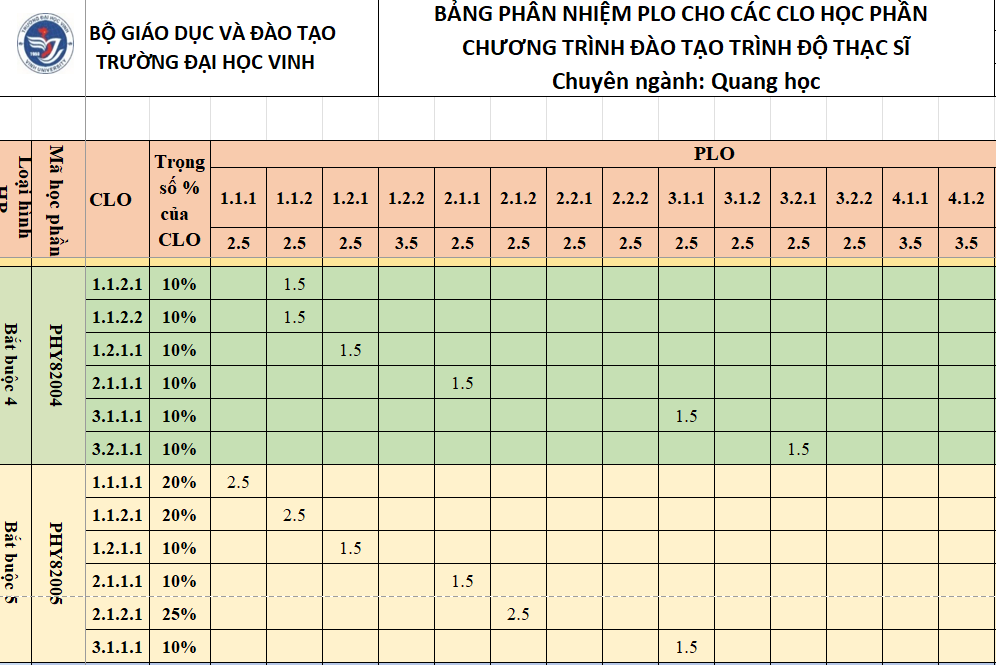 TRƯỜNG ĐẠI HỌC VINH
VINH UNIVERSITY
BỘ GIÁO DỤC VÀ ĐÀO TẠO
TRƯỜNG ĐẠI HỌC VINH
BẢNG PHÂN NHIỆM PLO CHO CÁC CLO HỌC PHẦN
CHƯƠNG TRÌNH ĐÀO TẠO TRÌNH ĐỘ THẠC SĨ
Chuyên ngành: Quang học
Loại hình
HP
Mã học phần
CLO
Trọng
số %
của
CLO
PLO
1.1.1 1.1.2 1.2.1 1.2.2 2.1.1 2.1.2 2.2.1 2.2.2 3.1.1 3.1.2 3.2.1 3.2.2 4.1.1 4.1.2
2.5 2.5 2.5 3.5 2.5 2.5 2.5 2.5 2.5 2.5 2.5 2.5 3.5 3.5
Bắt buộc 4
PHY82004
1.1.2.1 10% 1.5
1.1.2.2 10% 1.5
1.2.1.1 10% 1.5
2.1.1.1 10% 1.5
3.1.1.1 10% 1.5
3.2.1.1 10% 1.5
Bắt buộc 5
PHY82005
1.1.1.1 20% 2.5
1.1.2.1 20% 2.5
1.2.1.1 10% 1.5
2.1.1.1 10% 1.5
2.1.2.1 25% 2.5
3.1.1.1 10% 1.5